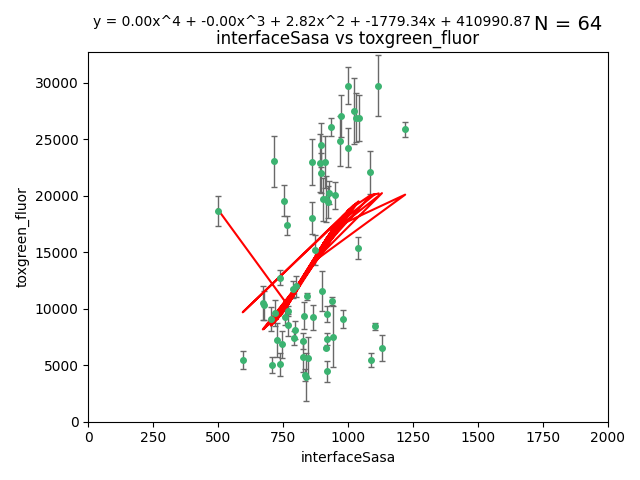 y = 0.00x^4 + -0.00x^3 + 2.82x^2 + -1779.34x + 410990.87 N = 64
interfaceSasa vs toxgreen_fluor
30000
25000
20000
15000
10000
5000
0
toxgreen_fluor
0 250 500 750 1000 1250 1500 1750 2000
interfaceSasa